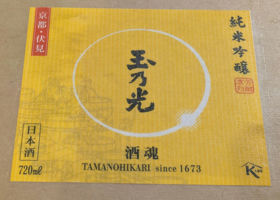 京都・伏見
純米吟醸
玉乃光
酒魂
TAMANOHIKARI since 1673
日本酒
720㎖